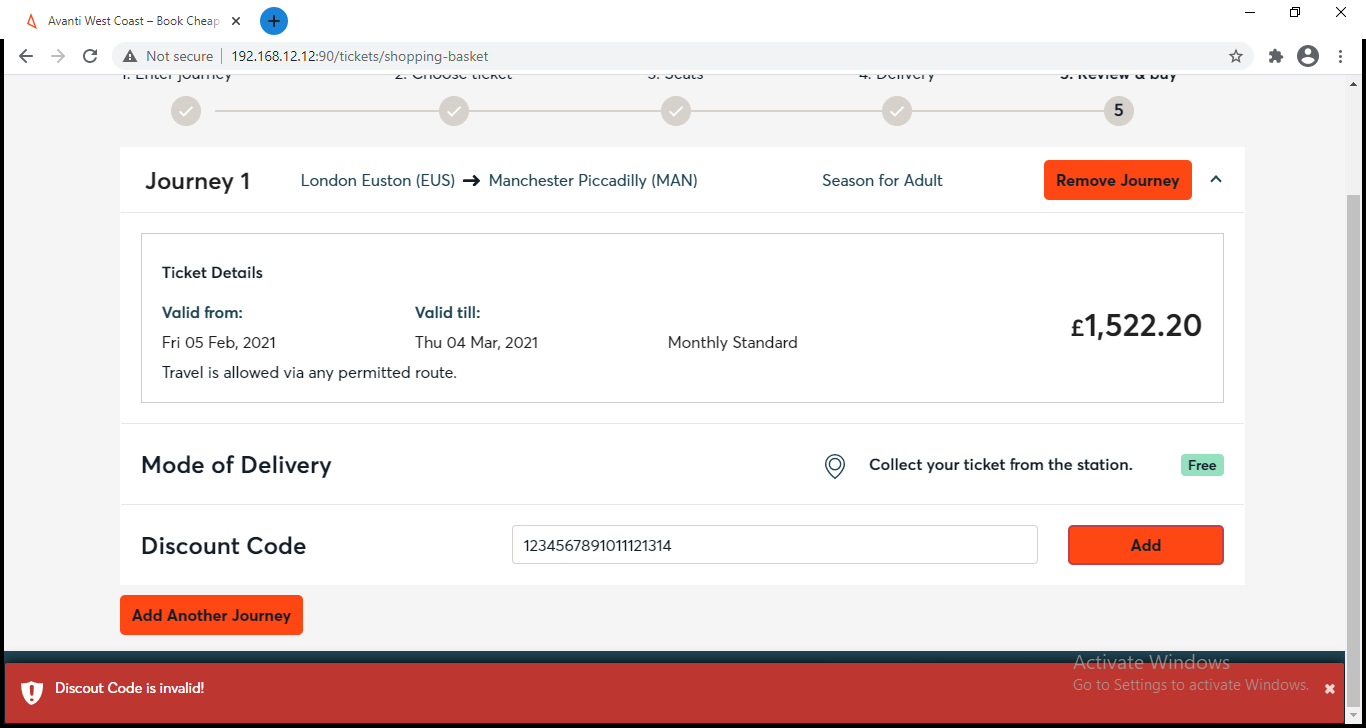 Avanti West Coast – Book Cheap
Not secure 192.168.12.12:90/tickets/shopping-basket
1. Enter journey 2. Choose ticket 3. Seats 4. Delivery 5. Review & buy
5
Journey 1 London Euston (EUS) → Manchester Piccadilly (MAN) Season for Adult Remove Journey
Ticket Details
Valid from: Valid till:
£1,522.20
Fri 05 Feb, 2021 Thu 04 Mar, 2021 Monthly Standard
Travel is allowed via any permitted route.
Mode of Delivery Collect your ticket from the station. Free
Discount Code 1234567891011121314 Add
Add Another Journey
Activate Windows
Go to Settings to activate Windows.
Discout Code is invalid!